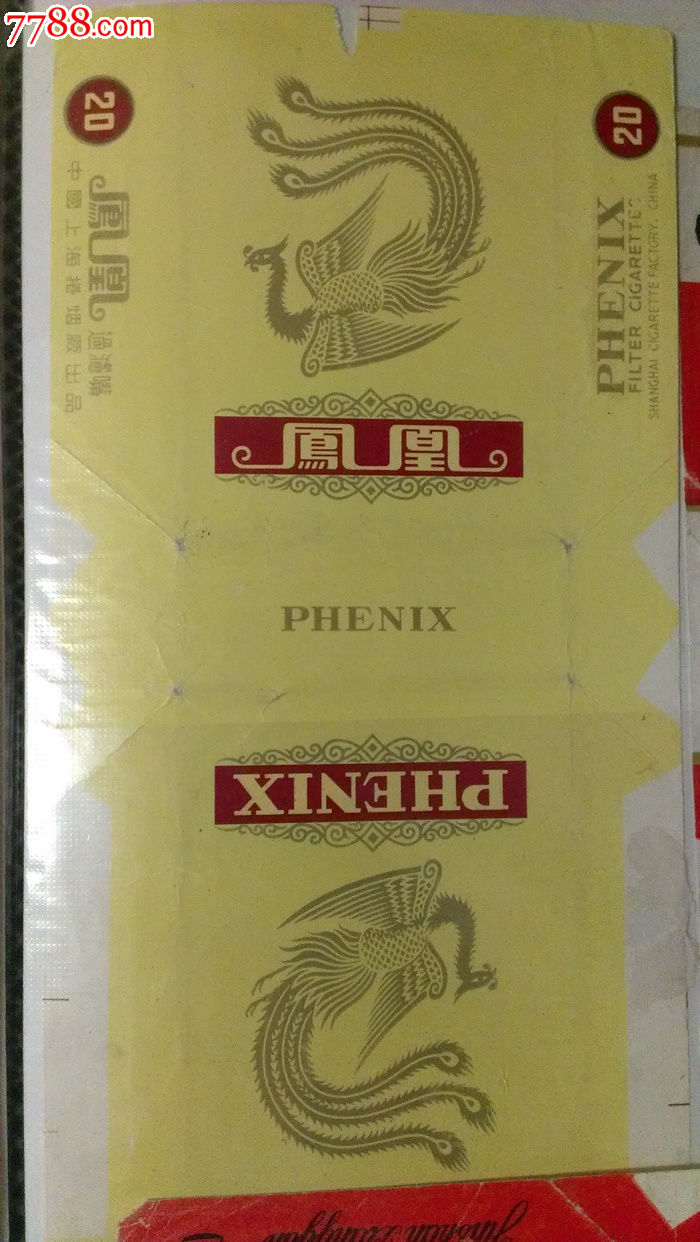 7788.com
20
鳳凰
過濾嘴
中國上海捲烟廠出品
20
PHENIX
FILTER CIGARETTES
SHANGHAI CIGARETTE FACTORY, CHINA
鳳凰
PHENIX
PHENIX